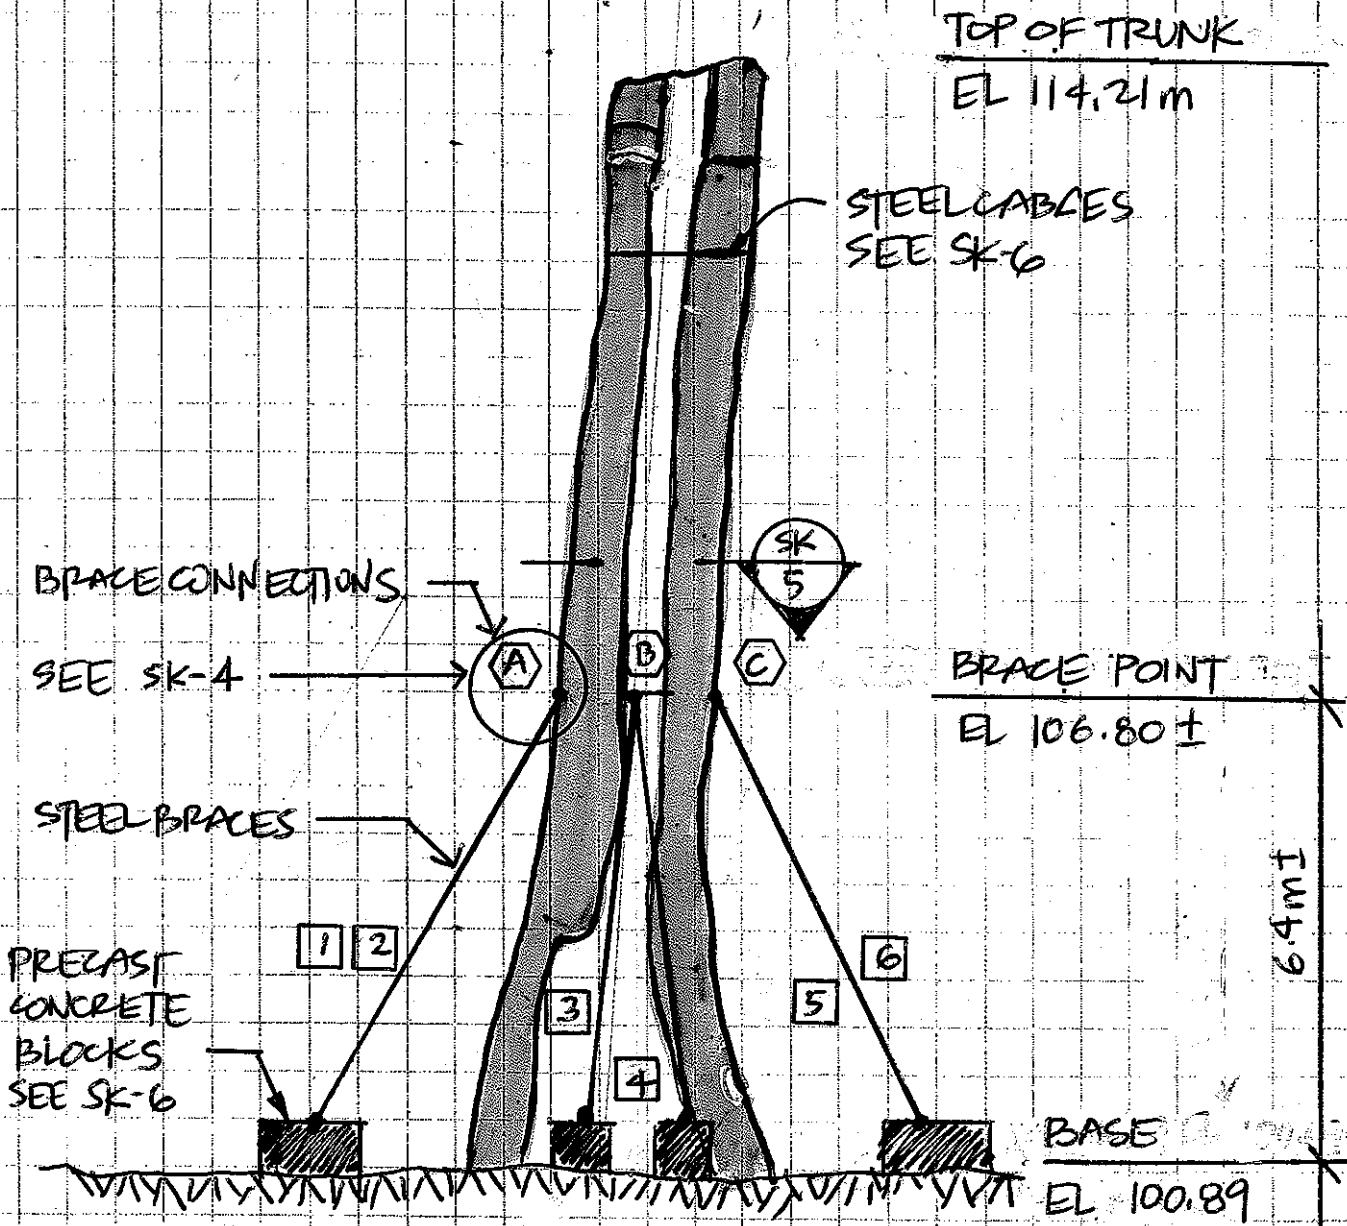 TOP OF TRUNK
EL 114.21m
STEEL CABLES
SEE SK-6
SK
5
BRACE CONNECTIONS
SEE SK-4
A
B
C
BRACE POINT
EL 106.80 ±
STEEL BRACES
6.4m ±
1 2
6
3
5
4
PRECAST
CONCRETE
BLOCKS
SEE SK-6
BASE
EL 100.89